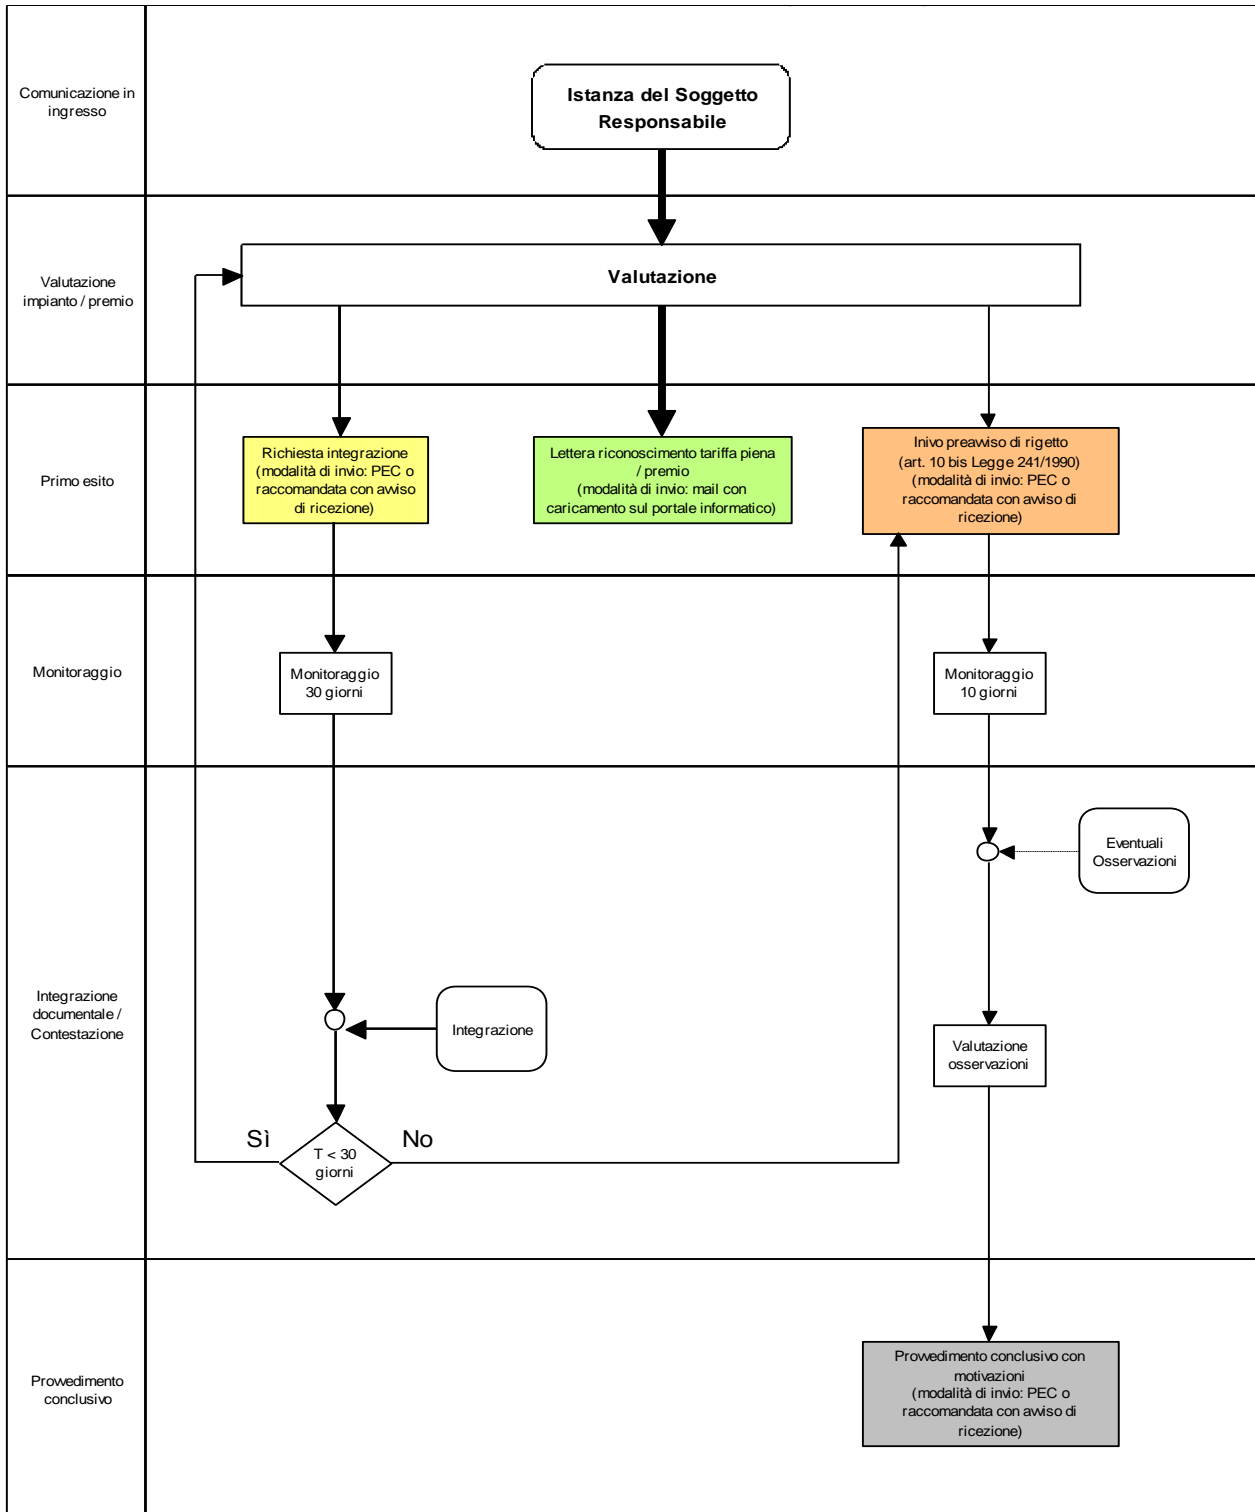 Comunicazione in
ingresso
Istanza del Soggetto
Responsabile
Valutazione
impianto / premio
Valutazione
Primo esito
Richiesta integrazione
(modalità di invio: PEC o
raccomandata con avviso
di ricezione)
Lettera riconoscimento tariffa piena
/ premio
(modalità di invio: mail con
caricamento sul portale informatico)
Inivo preavviso di rigetto
(art. 10 bis Legge 241/1990)
(modalità di invio: PEC o
raccomandata con avviso di
ricezione)
Monitoraggio
Monitoraggio
30 giorni
Monitoraggio
10 giorni
Integrazione
documentale /
Contestazione
Eventuali
Osservazioni
Integrazione
Valutazione
osservazioni
Sì
No
T < 30
giorni
Provvedimento
conclusivo
Provvedimento conclusivo con
motivazioni
(modalità di invio: PEC o
raccomandata con avviso di
ricezione)